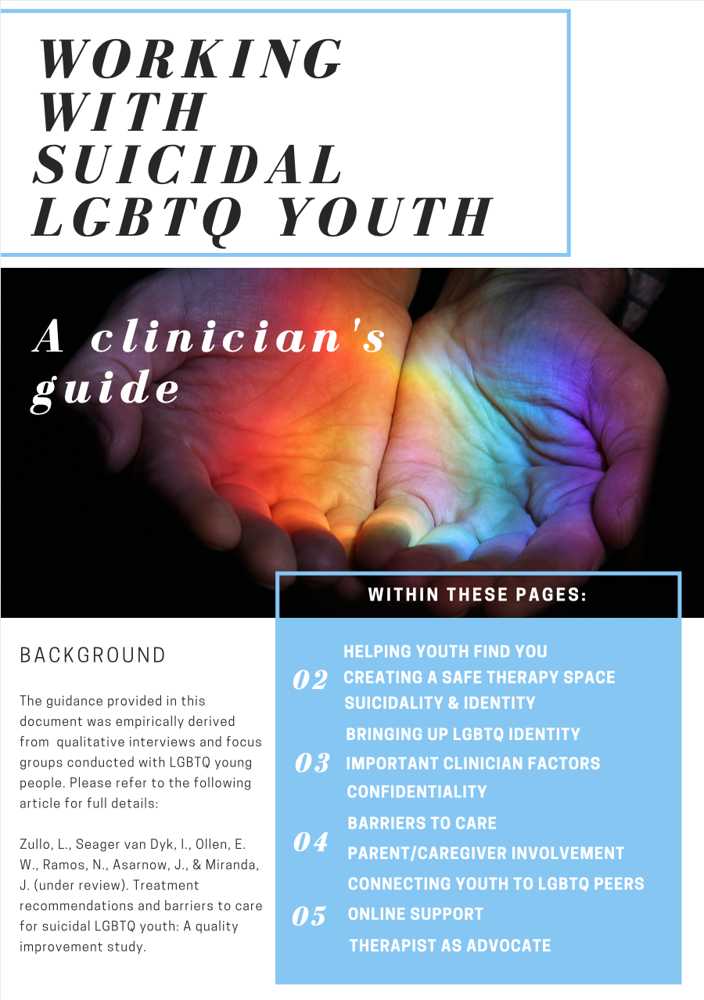 WORKING
WITH
SUICIDAL
LGBTQ YOUTH
A clinician's
guide
WITHIN THESE PAGES:
BACKGROUND
The guidance provided in this
document was empirically derived
from  qualitative interviews and focus
groups conducted with LGBTQ young
people. Please refer to the following
article for full details:
Zullo, L., Seager van Dyk, I., Ollen, E.
W., Ramos, N., Asarnow, J., & Miranda,
J. (under review). Treatment
recommendations and barriers to care
for suicidal LGBTQ youth: A quality
improvement study.
HELPING YOUTH FIND YOU
02 CREATING A SAFE THERAPY SPACE
SUICIDALITY & IDENTITY
BRINGING UP LGBTQ IDENTITY
03 IMPORTANT CLINICIAN FACTORS
CONFIDENTIALITY
BARRIERS TO CARE
04
PARENT/CAREGIVER INVOLVEMENT
CONNECTING YOUTH TO LGBTQ PEERS
05 ONLINE SUPPORT
THERAPIST AS ADVOCATE